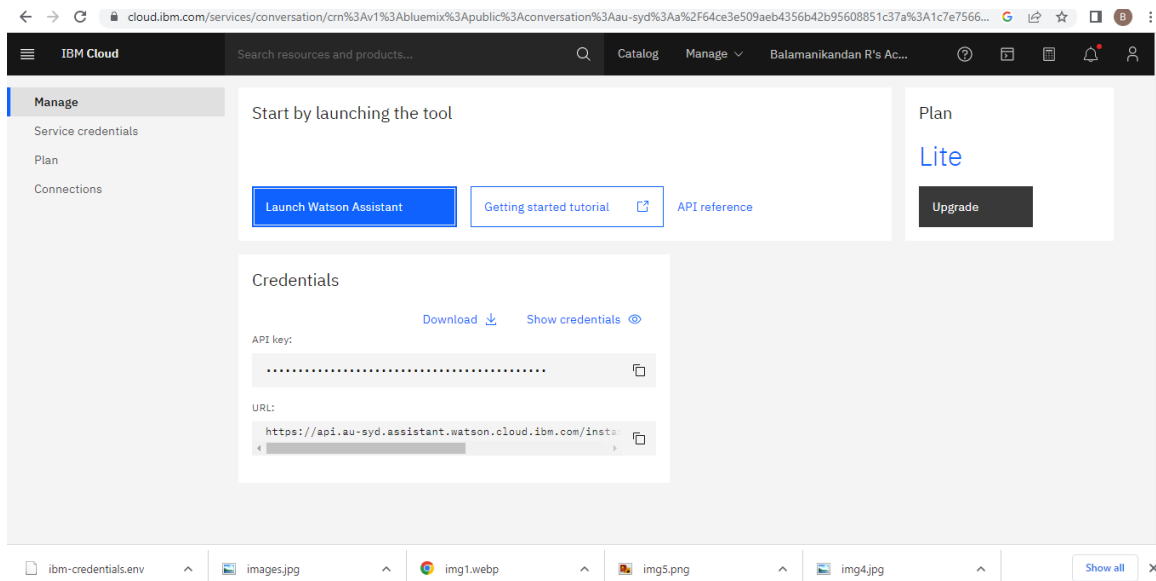 cloud.ibm.com/services/conversation/crn%3Av1%3Abluemix%3Apublic%3Aconversation%3Aau-syd%3Aa%2F64ce3e509aeb4356b42b95608851c37a%3A1c7e7566...
B
IBM Cloud
Search resources and products...
Catalog
Manage
Balamanikandan R's Ac...
Manage
Service credentials
Plan
Connections
Start by launching the tool
Launch Watson Assistant
Getting started tutorial
API reference
Plan
Lite
Upgrade
Credentials
Download
Show credentials
API key:
URL:
https://api.au-syd.assistant.watson.cloud.ibm.com/insta
ibm-credentials.env
images.jpg
img1.webp
img5.png
img4.jpg
Show all